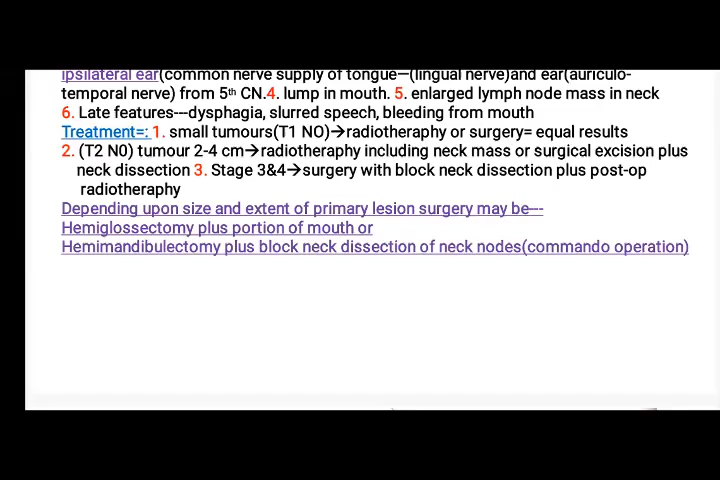 ipsilateral ear(common nerve supply of tongue—(lingual nerve)and ear(auriculo-
temporal nerve) from 5th CN.4. lump in mouth. 5. enlarged lymph node mass in neck
6. Late features---dysphagia, slurred speech, bleeding from mouth
Treatment=: 1. small tumours(T1 NO)→radiotheraphy or surgery= equal results
2. (T2 N0) tumour 2-4 cm→radiotheraphy including neck mass or surgical excision plus
neck dissection 3. Stage 3&4→surgery with block neck dissection plus post-op
radiotheraphy
Depending upon size and extent of primary lesion surgery may be---
Hemiglossectomy plus portion of mouth or
Hemimandibulectomy plus block neck dissection of neck nodes(commando operation)